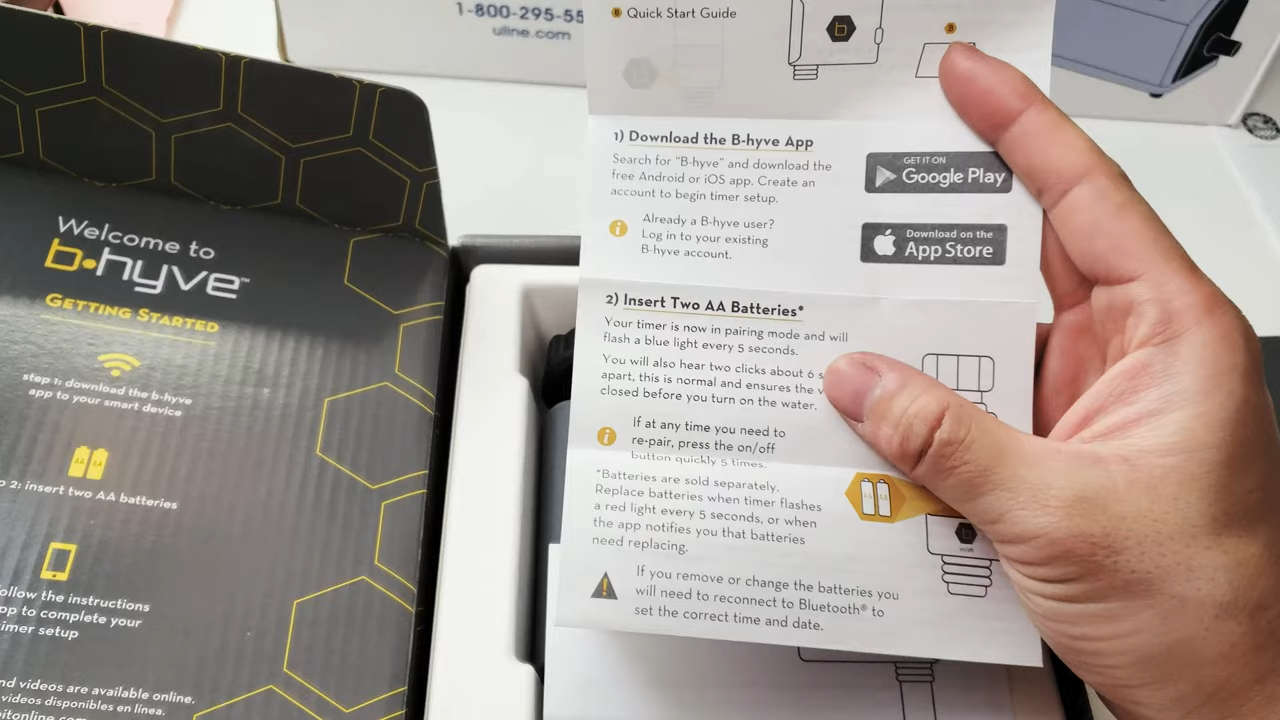 1-800-295-55
uline.com
Welcome to
b•hyve™
GETTING STARTED
step 1: download the b-hyve
app to your smart device
2: insert two AA batteries
follow the instructions
to complete your
timer setup
videos are available online.
videos disponibles en línea.
Quick Start Guide
b
B
1) Download the B-hyve App
Search for "B-hyve" and download the
free Android or iOS app. Create an
account to begin timer setup.
Already a B-hyve user?
Log in to your existing
B-hyve account.
GET IT ON
Google Play
Download on the
App Store
2) Insert Two AA Batteries*
Your timer is now in pairing mode and will
flash a blue light every 5 seconds.
You will also hear two clicks about 6 s
apart, this is normal and ensures the v
closed before you turn on the water.
If at any time you need to
re-pair, press the on/off
button quickly 5 times.
*Batteries are sold separately.
Replace batteries when timer flashes
a red light every 5 seconds, or when
the app notifies you that batteries
need replacing.
If you remove or change the batteries you
will need to reconnect to Bluetooth® to
set the correct time and date.